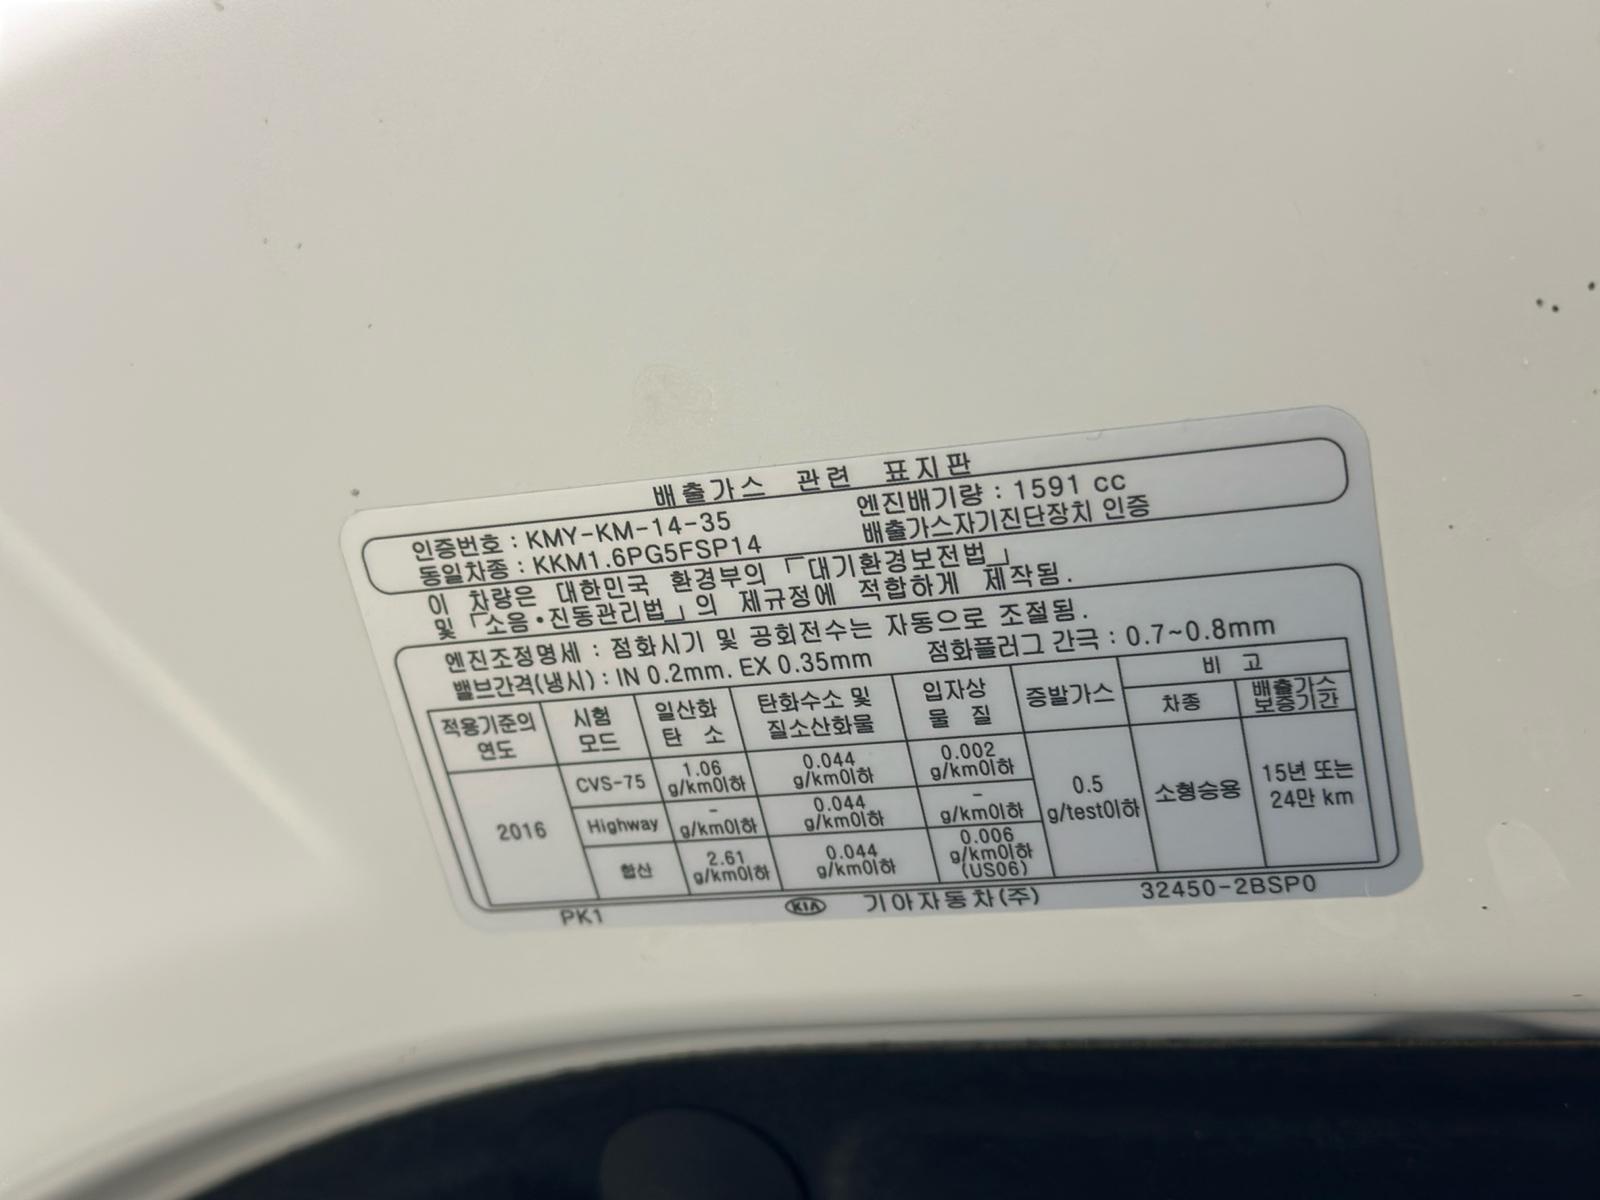 배출가스 관련 표지판
인증번호 : KMY-KM-14-35 엔진배기량 : 1591 cc
동일차종 : KKM1.6PG5FSP14 배출가스자기진단장치 인증
이 차량은 대한민국 환경부의 「대기환경보전법」
및 「소음·진동관리법」의 제규정에 적합하게 제작됨.
엔진조정명세 : 점화시기 및 공회전수는 자동으로 조절됨.
밸브간격(냉시) : IN 0.2mm. EX 0.35mm 점화플러그 간극 : 0.7~0.8mm
적용기준의 연도 시험 모드 일산화 탄소 탄화수소 및 질소산화물 입자상 물질 증발가스 비고
차종 배출가스 보증기간
2016 CVS-75 1.06 g/km이하 0.044 g/km이하 0.002 g/km이하 0.5 g/test이하 소형승용 15년 또는 24만 km
Highway - g/km이하 0.044 g/km이하 - g/km이하
합산 2.61 g/km이하 0.044 g/km이하 0.006 g/km이하 (US06)
PK1 KIA 기아자동차(주) 32450-2BSP0